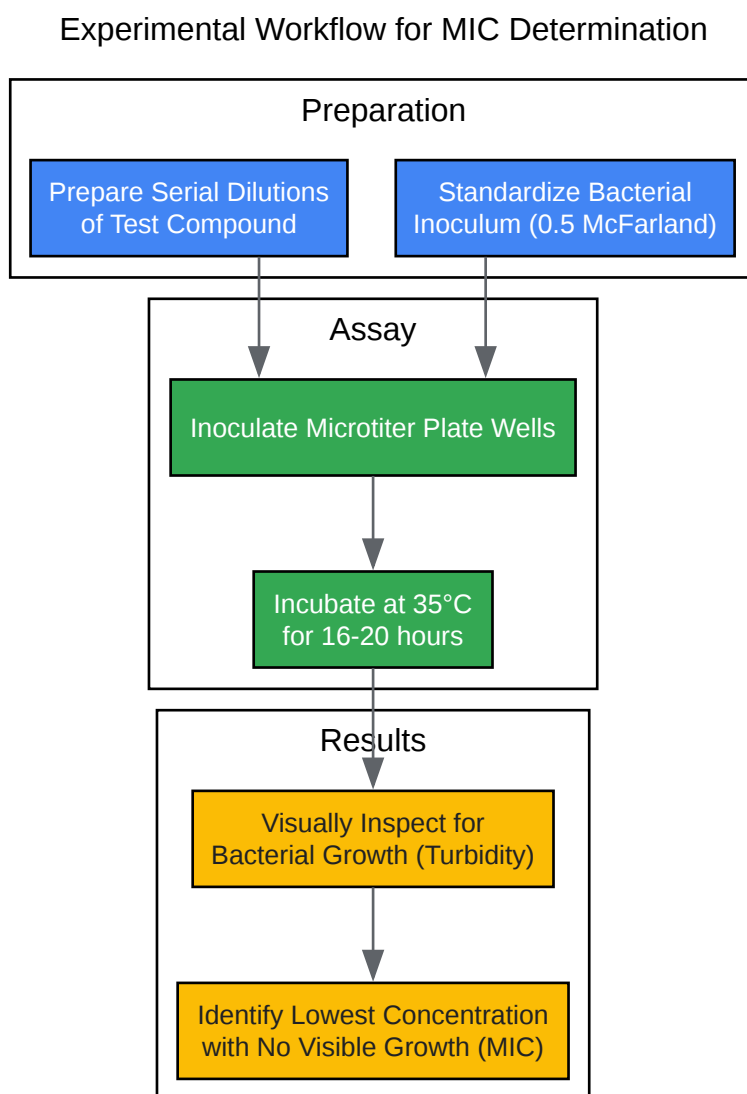 Experimental Workflow for MIC Determination
Preparation
Prepare Serial Dilutions
of Test Compound
Standardize Bacterial
Inoculum (0.5 McFarland)
Assay
Inoculate Microtiter Plate Wells
Incubate at 35°C
for 16-20 hours
Results
Visually Inspect for
Bacterial Growth (Turbidity)
Identify Lowest Concentration
with No Visible Growth (MIC)